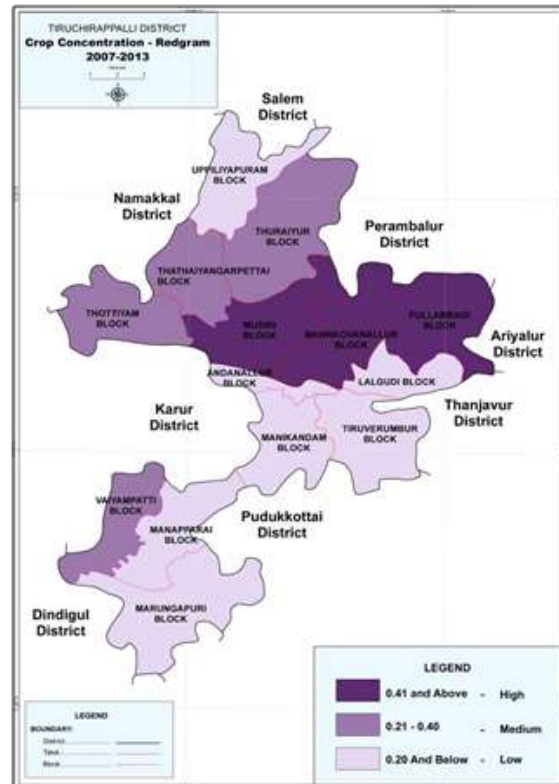 TIRUCHIRAPPALLI DISTRICT
Crop Concentration - Redgram
2007-2013
Salem
District
UPPILIYAPURAM
BLOCK
Namakkal
District
THURAIYUR
BLOCK
Perambalur
District
THATHAIYANGARPETTAI
BLOCK
THOTTIYAM
BLOCK
PULLAMBADI
BLOCK
MUSIRI
BLOCK
MANNACHANALLUR
BLOCK
Ariyalur
District
ANDANALLUR
BLOCK
LALGUDI BLOCK
Karur
District
Thanjavur
District
MANIKANDAM
BLOCK
TIRUVERUMBUR
BLOCK
VAIYAMPATTI
BLOCK
Pudukkottai
District
MANAPPARAI
BLOCK
Dindigul
District
MARUNGAPURI
BLOCK
LEGEND
0.41 and Above - High
0.21 - 0.40 - Medium
0.20 And Below - Low
LEGEND
BOUNDARY:
District
Taluk
Block